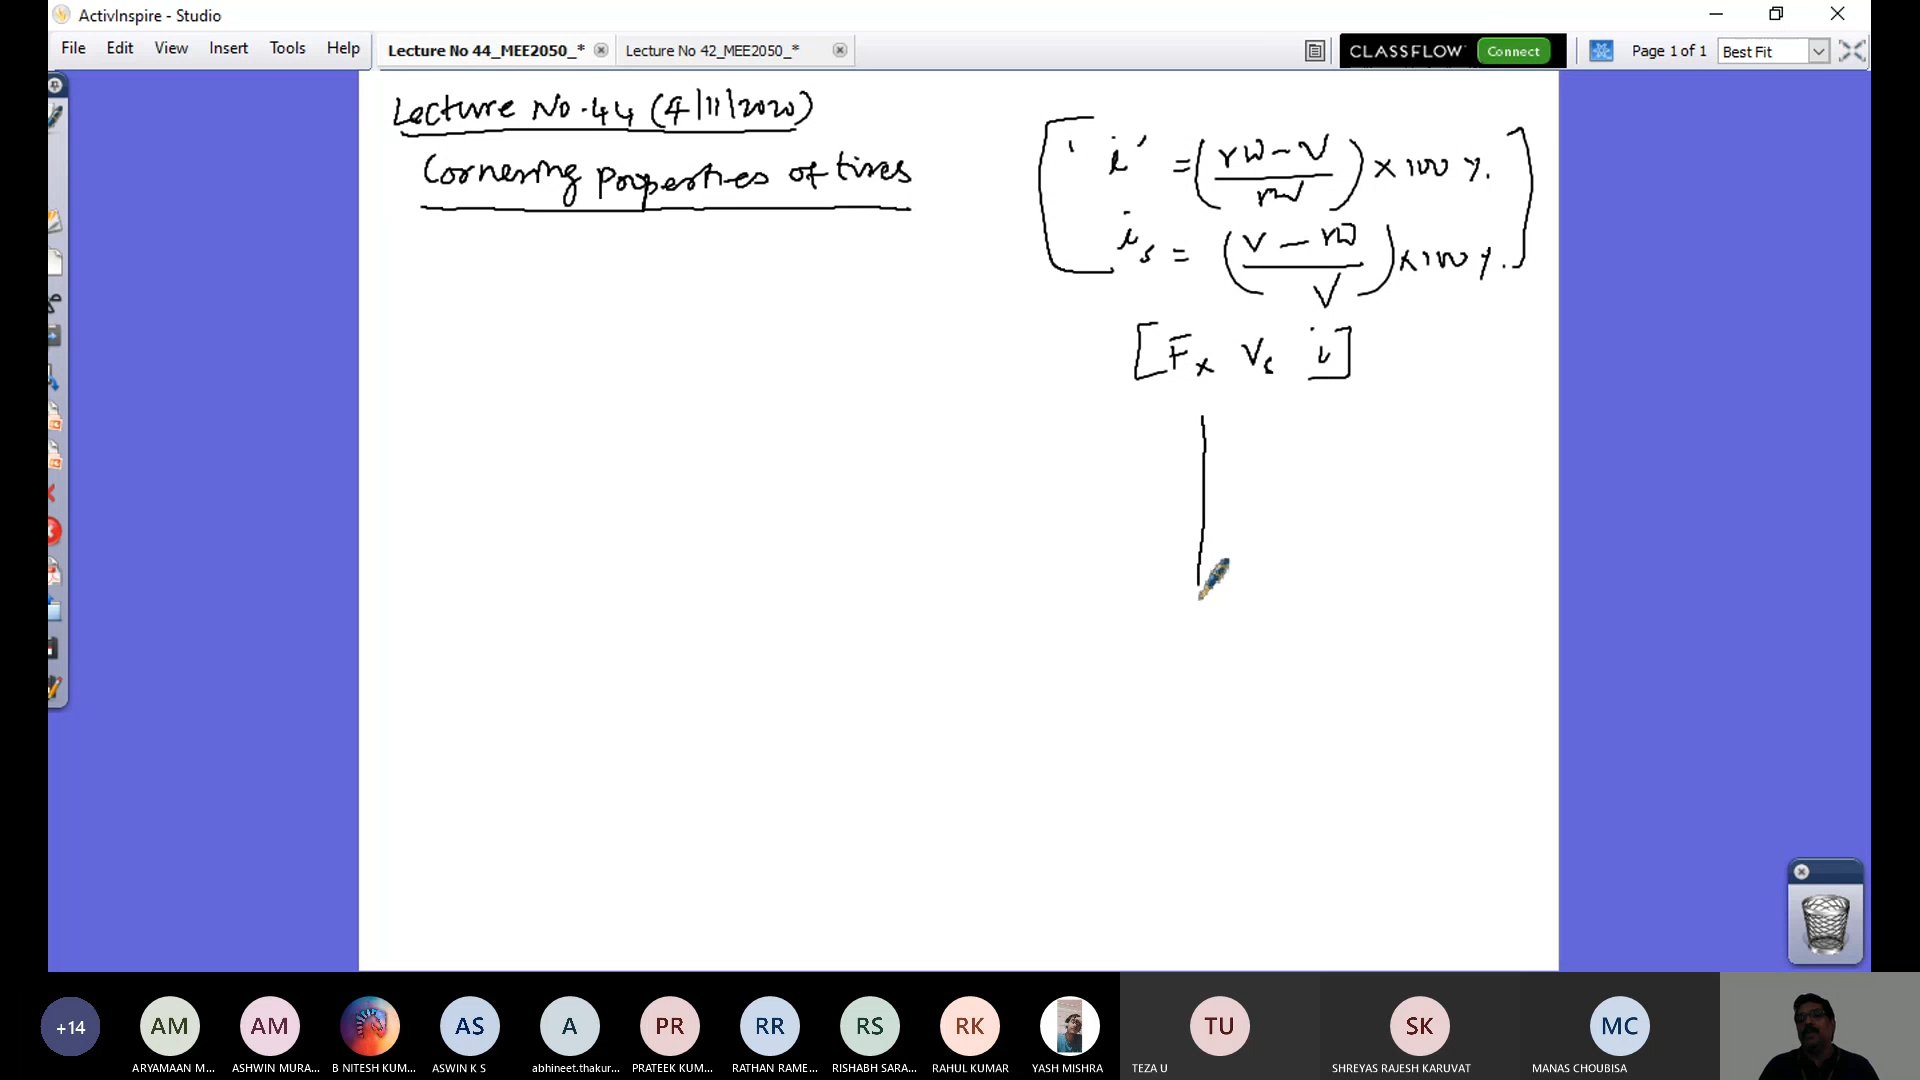 ActivInspire - Studio
File Edit View Insert Tools Help
Lecture No 44_MEE2050_*
Lecture No 42_MEE2050_*
CLASSFLOW Connect
Page 1 of 1
Best Fit
Lecture No.44 (4/11/2020)
Cornering properties of tires
'i' = (rω - V / rω) × 100 %.
i_s = (V - rω / V) × 100 %.
[F_x Vs i]
+14 AM AM AS A PR RR RS RK TU SK MC
ARYAMAAN M... ASHWIN MURA... B NITESH KUM... ASWIN K S abhineet.thakur... PRATEEK KUM... RATHAN RAME... RISHABH SARA... RAHUL KUMAR YASH MISHRA TEZA U SHREYAS RAJESH KARUVAT MANAS CHOUBISA